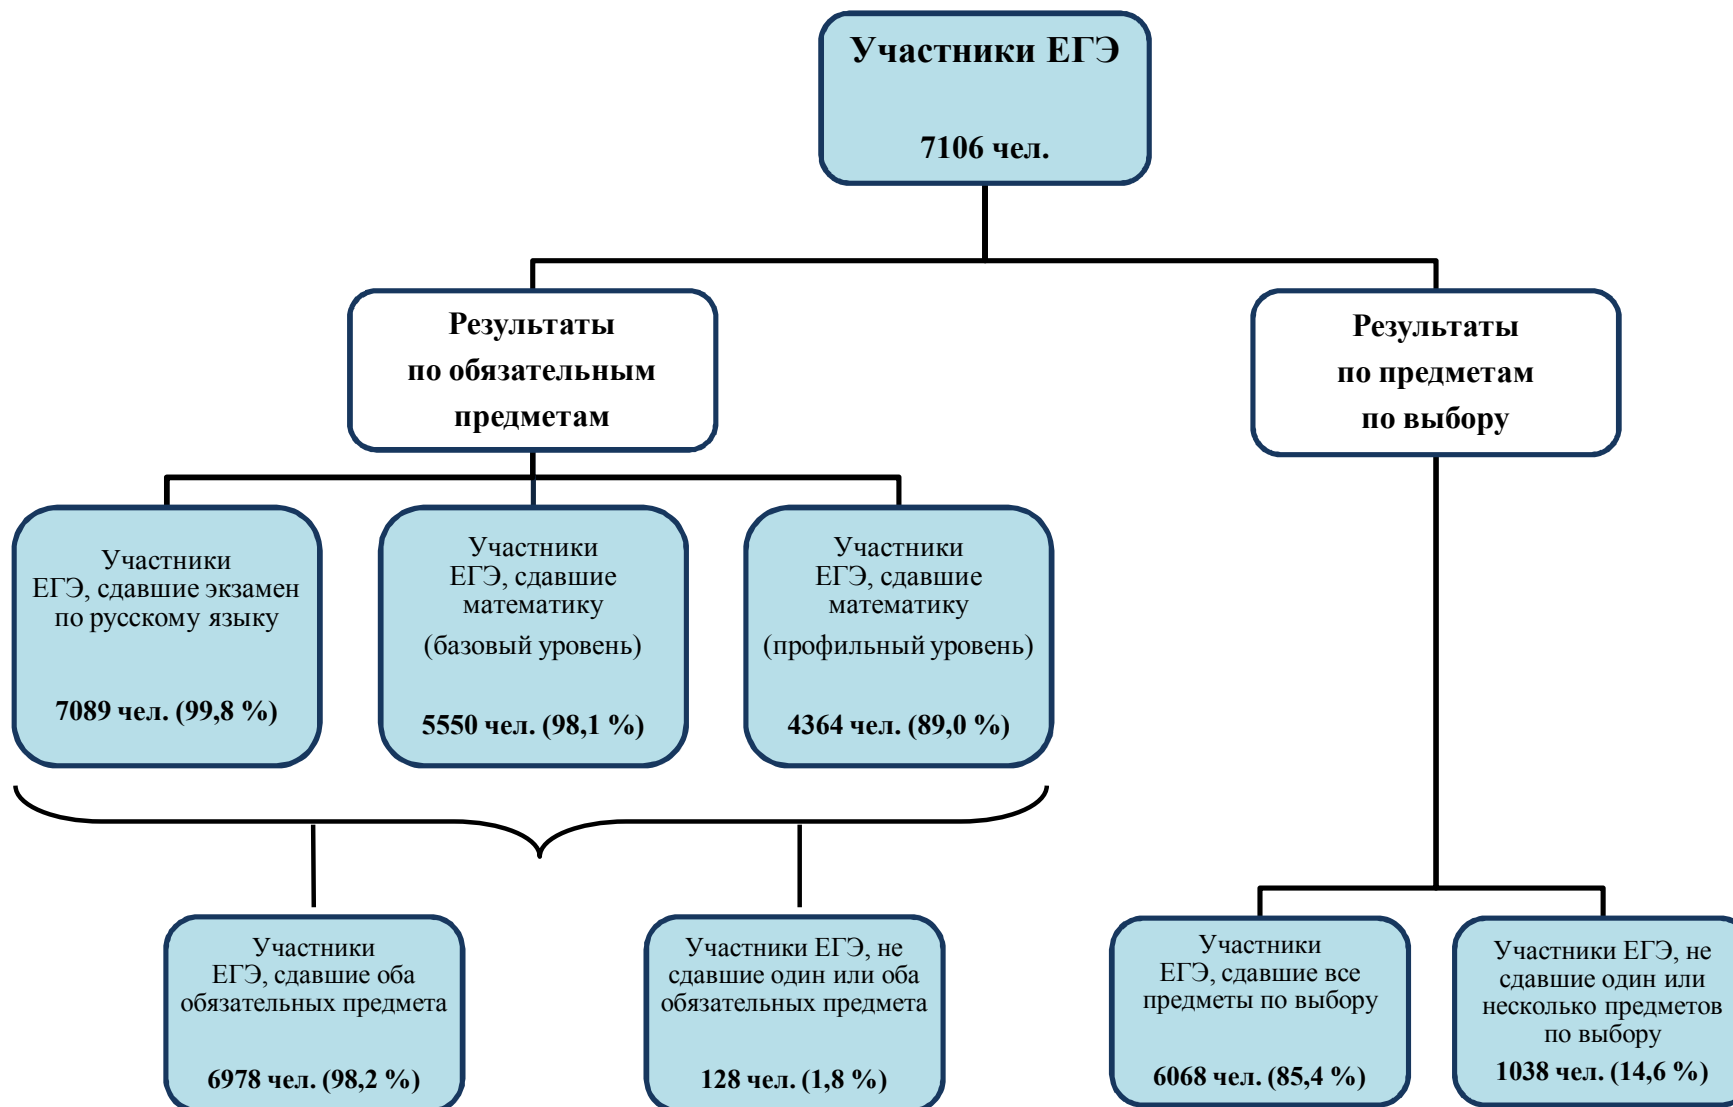 Участники ЕГЭ
7106 чел.
Результаты
по обязательным
предметам
Результаты
по предметам
по выбору
Участники
ЕГЭ, сдавшие экзамен
по русскому языку
7089 чел. (99,8 %)
Участники
ЕГЭ, сдавшие
математику
(базовый уровень)
5550 чел. (98,1 %)
Участники
ЕГЭ, сдавшие
математику
(профильный уровень)
4364 чел. (89,0 %)
Участники
ЕГЭ, сдавшие оба
обязательных предмета
6978 чел. (98,2 %)
Участники ЕГЭ, не
сдавшие один или оба
обязательных предмета
128 чел. (1,8 %)
Участники
ЕГЭ, сдавшие все
предметы по выбору
6068 чел. (85,4 %)
Участники ЕГЭ, не
сдавшие один или
несколько предметов
по выбору
1038 чел. (14,6 %)